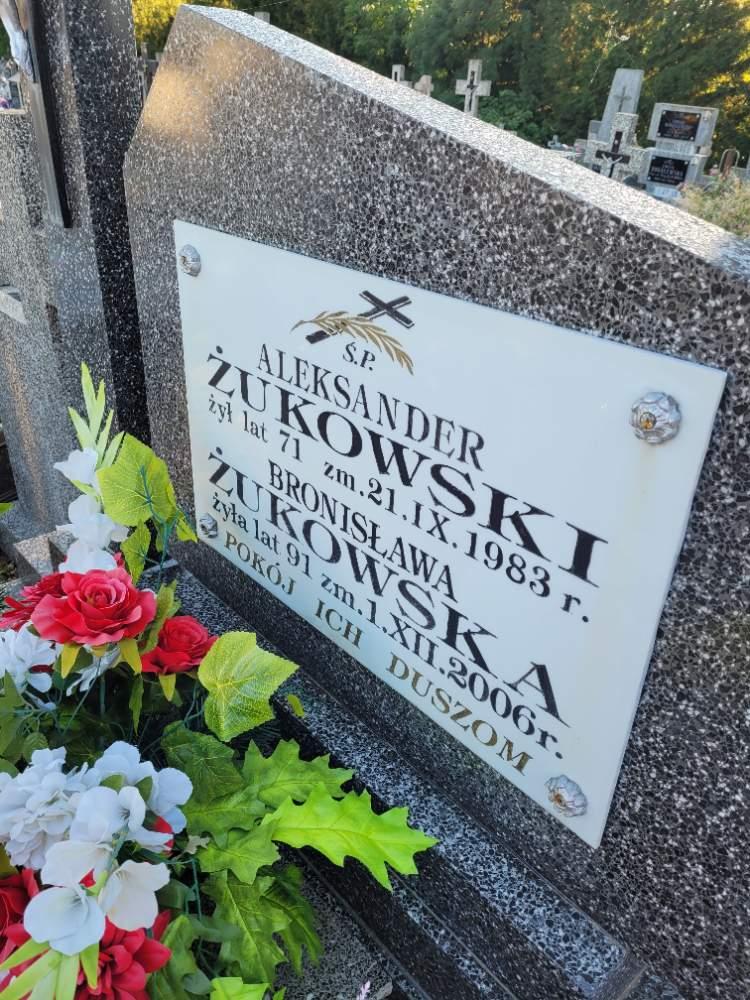 Ś.P.
ALEKSANDER
ŻUKOWSKI
żył lat 71 zm.21.IX.1983 r.
BRONISŁAWA
ŻUKOWSKA
żyła lat 91 zm.1.XII.2006r.
POKÓJ ICH DUSZOM